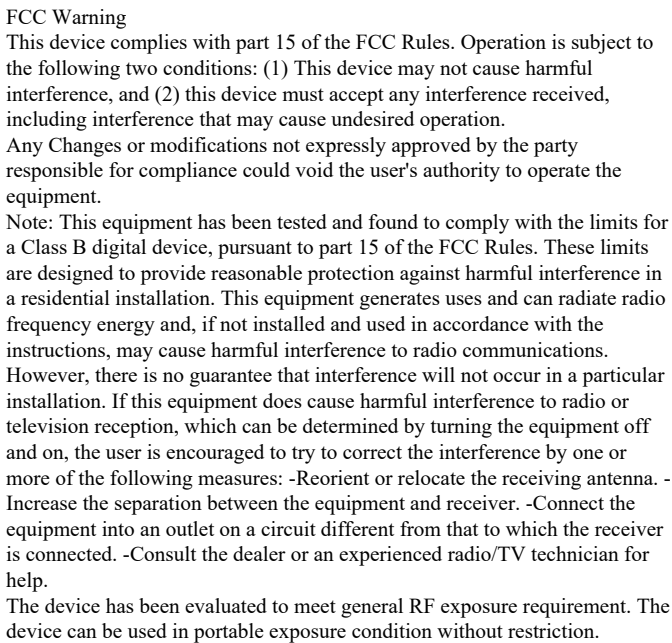 FCC Warning
This device complies with part 15 of the FCC Rules. Operation is subject to
the following two conditions: (1) This device may not cause harmful
interference, and (2) this device must accept any interference received,
including interference that may cause undesired operation.
Any Changes or modifications not expressly approved by the party
responsible for compliance could void the user's authority to operate the
equipment.
Note: This equipment has been tested and found to comply with the limits for
a Class B digital device, pursuant to part 15 of the FCC Rules. These limits
are designed to provide reasonable protection against harmful interference in
a residential installation. This equipment generates uses and can radiate radio
frequency energy and, if not installed and used in accordance with the
instructions, may cause harmful interference to radio communications.
However, there is no guarantee that interference will not occur in a particular
installation. If this equipment does cause harmful interference to radio or
television reception, which can be determined by turning the equipment off
and on, the user is encouraged to try to correct the interference by one or
more of the following measures: -Reorient or relocate the receiving antenna. -
Increase the separation between the equipment and receiver. -Connect the
equipment into an outlet on a circuit different from that to which the receiver
is connected. -Consult the dealer or an experienced radio/TV technician for
help.
The device has been evaluated to meet general RF exposure requirement. The
device can be used in portable exposure condition without restriction.